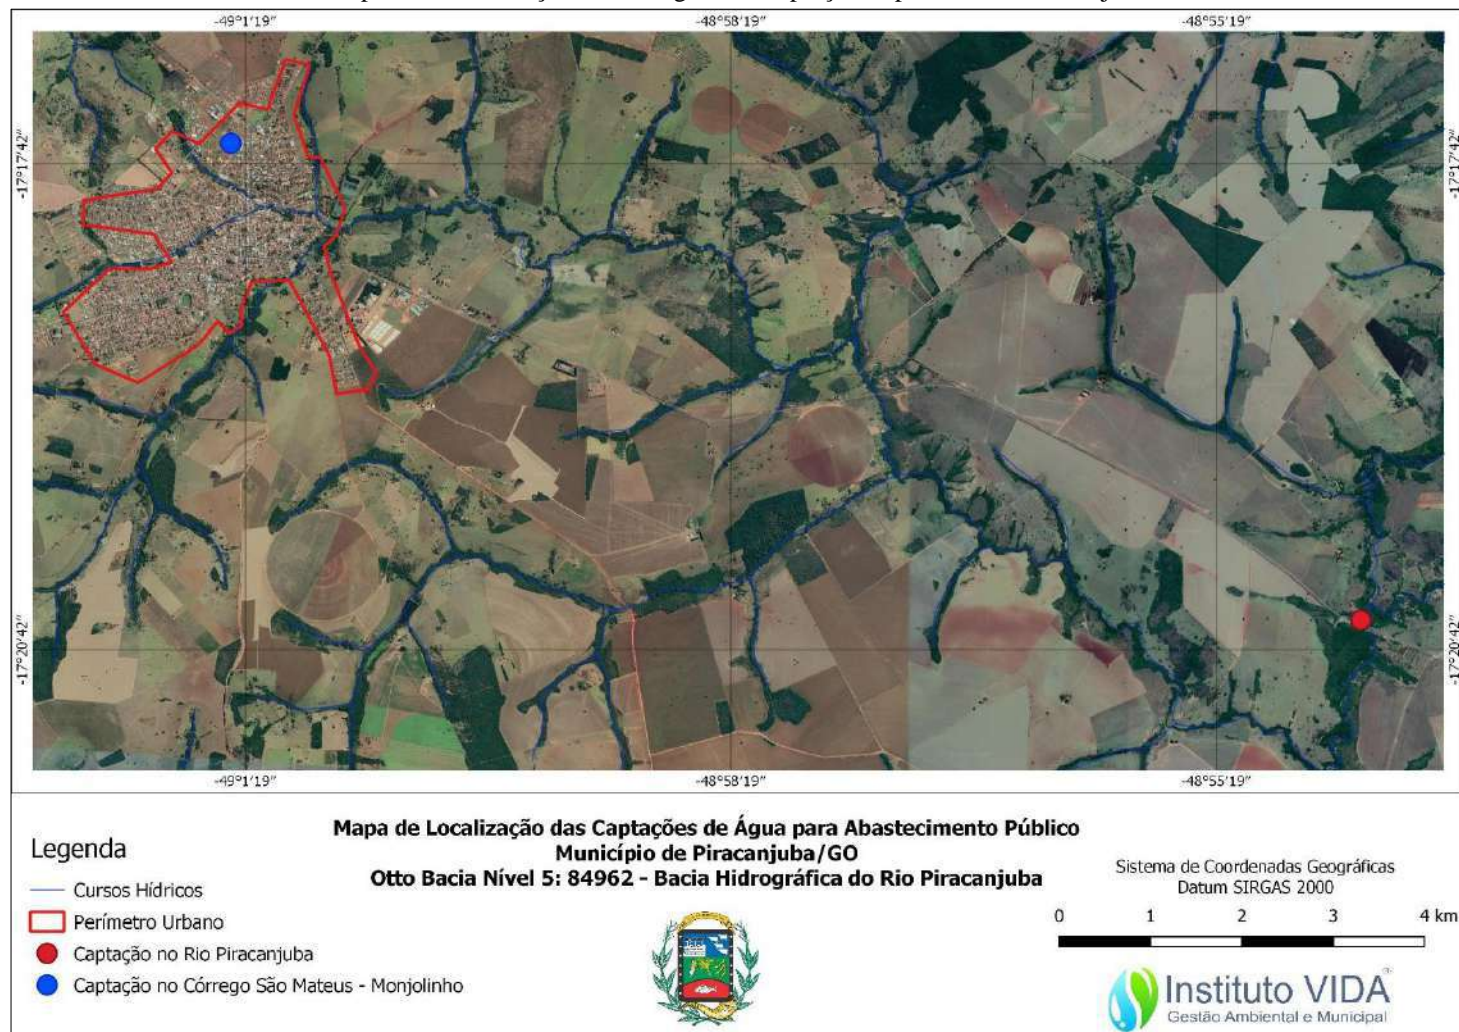 -49°1'19"
-48°58'19"
-48°55'19"
-17°17'42"
-17°17'42"
-17°20'42"
-17°20'42"
-49°1'19"
-48°58'19"
-48°55'19"
Mapa de Localização das Captações de Água para Abastecimento Público
Município de Piracanjuba/GO
Otto Bacia Nível 5: 84962 - Bacia Hidrográfica do Rio Piracanjuba
Legenda
Cursos Hídricos
Perímetro Urbano
Captação no Rio Piracanjuba
Captação no Córrego São Mateus - Monjolinho
Sistema de Coordenadas Geográficas
Datum SIRGAS 2000
0 1 2 3 4 km
Instituto VIDA
Gestão Ambiental e Municipal